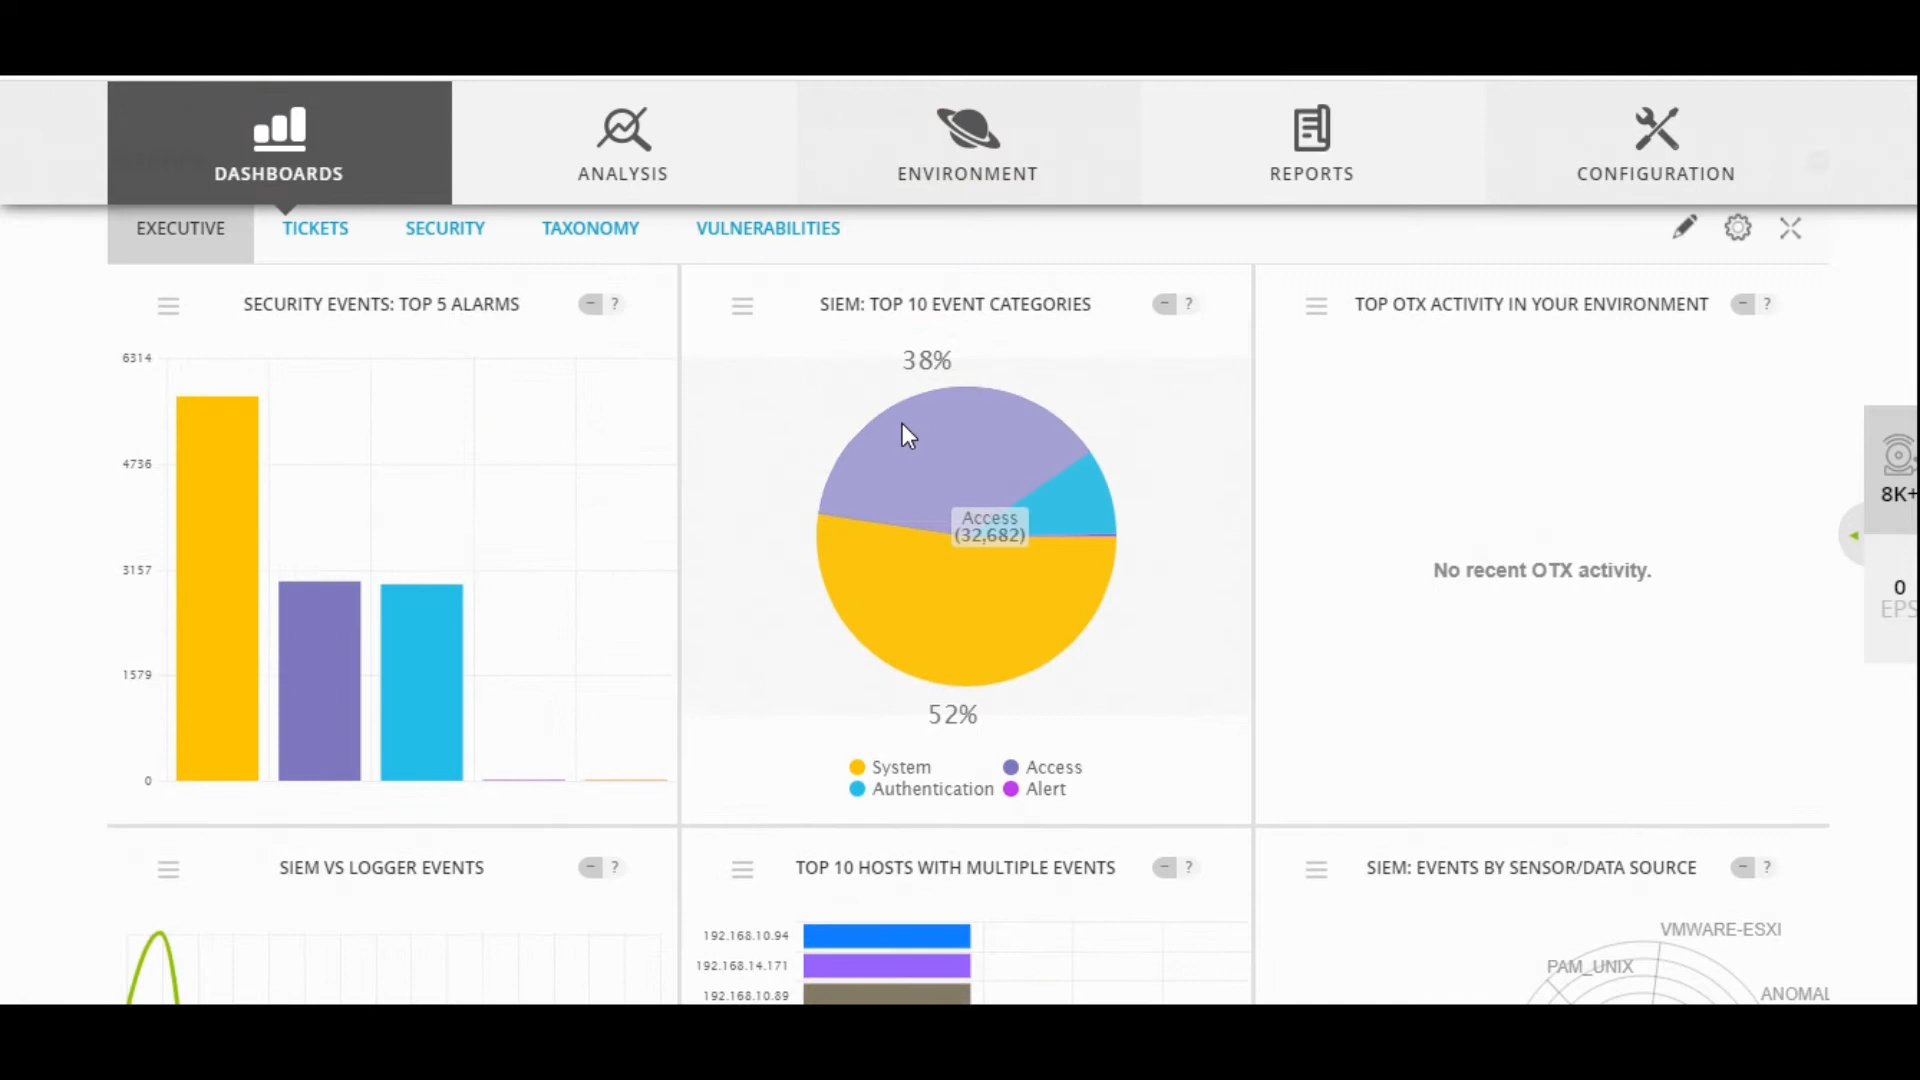 DASHBOARDS
ANALYSIS
ENVIRONMENT
REPORTS
CONFIGURATION
EXECUTIVE
TICKETS
SECURITY
TAXONOMY
VULNERABILITIES
SECURITY EVENTS: TOP 5 ALARMS
− ?
6314
4736
3157
1579
0
SIEM: TOP 10 EVENT CATEGORIES
− ?
38%
Access
(32,682)
52%
System
Access
Authentication
Alert
TOP OTX ACTIVITY IN YOUR ENVIRONMENT
− ?
No recent OTX activity.
8K+
0
EPS
SIEM VS LOGGER EVENTS
− ?
TOP 10 HOSTS WITH MULTIPLE EVENTS
− ?
192.168.10.94
192.168.14.171
192.168.10.89
SIEM: EVENTS BY SENSOR/DATA SOURCE
− ?
VMWARE-ESXI
PAM_UNIX
ANOMAL